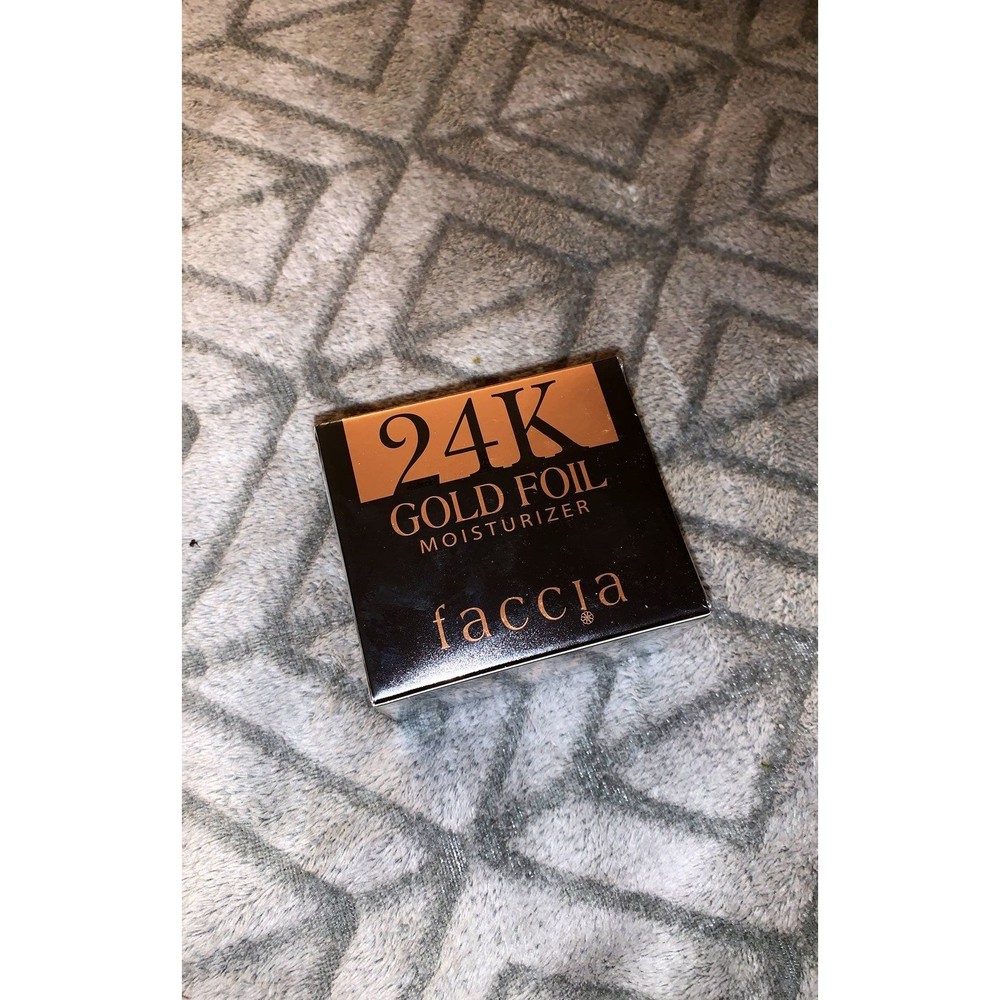 24K
GOLD FOIL
MOISTURIZER
faccia